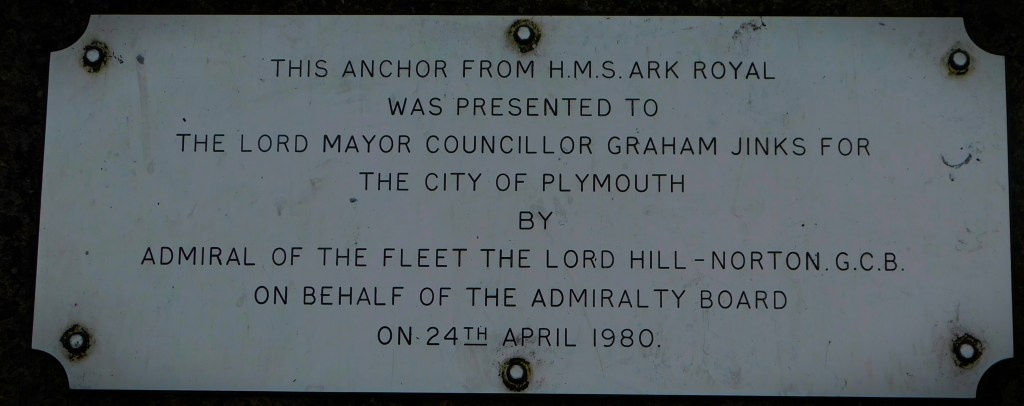 THIS ANCHOR FROM H.M.S. ARK ROYAL
WAS PRESENTED TO
THE LORD MAYOR COUNCILLOR GRAHAM JINKS FOR
THE CITY OF PLYMOUTH
BY
ADMIRAL OF THE FLEET THE LORD HILL-NORTON. G.C.B.
ON BEHALF OF THE ADMIRALTY BOARD
ON 24TH APRIL 1980.